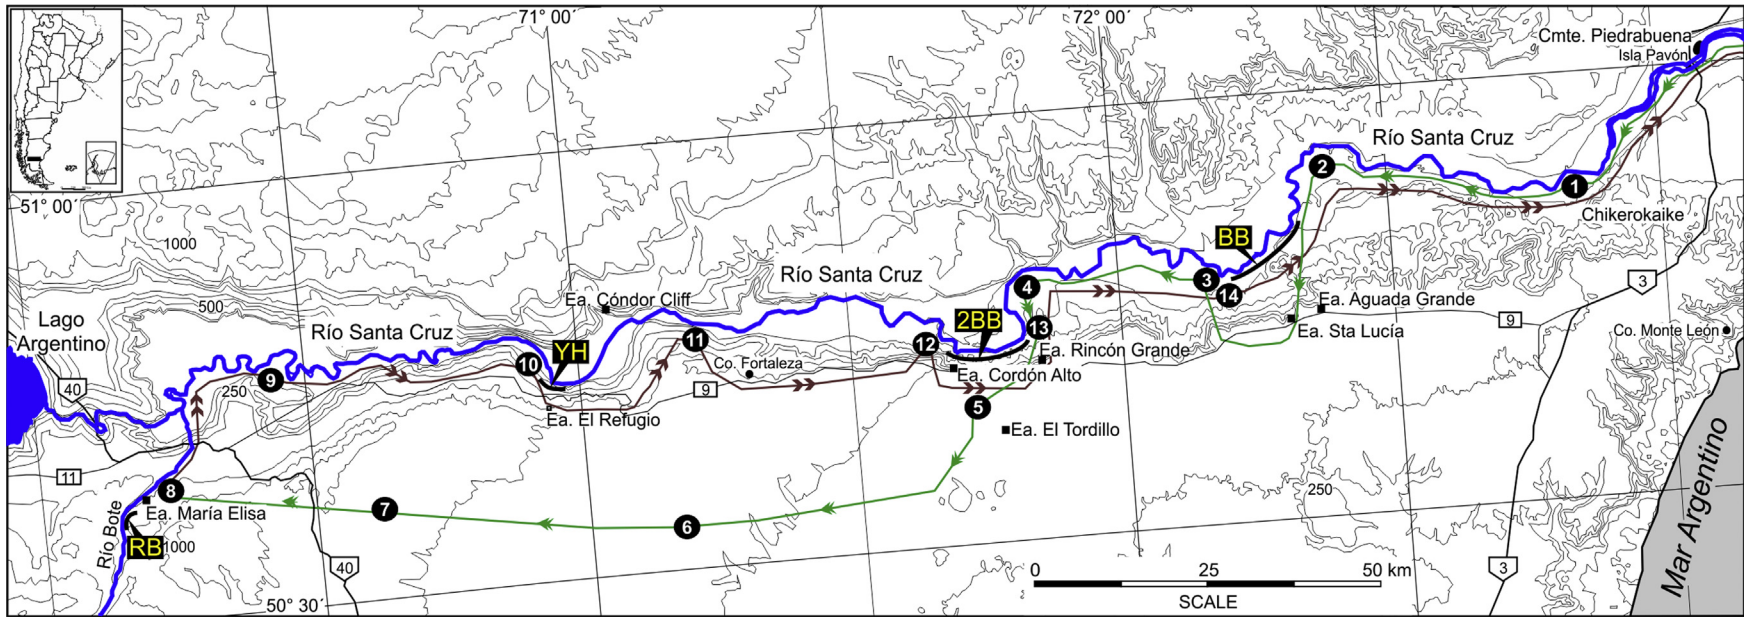 71° 00´
72° 00´
Cmte. Piedrabuena
Isla Pavón
Río Santa Cruz
2
1
51° 00´
Chikerokaike
1000
BB
Río Santa Cruz
3
3
4
14
500
Ea. Cóndor Cliff
Ea. Aguada Grande
Lago
Argentino
Río Santa Cruz
2BB
13
9
Ea. Sta Lucía
Co. Monte León
11
12
YH
Ea. Rincón Grande
10
Co. Fortaleza
Ea. Cordón Alto
9
40
250
9
5
Ea. El Refugio
Ea. El Tordillo
11
8
250
Ea. María Elisa
7
6
Río Bote
RB
1000
40
0
25
50 km
3
SCALE
50° 30´
Mar Argentino